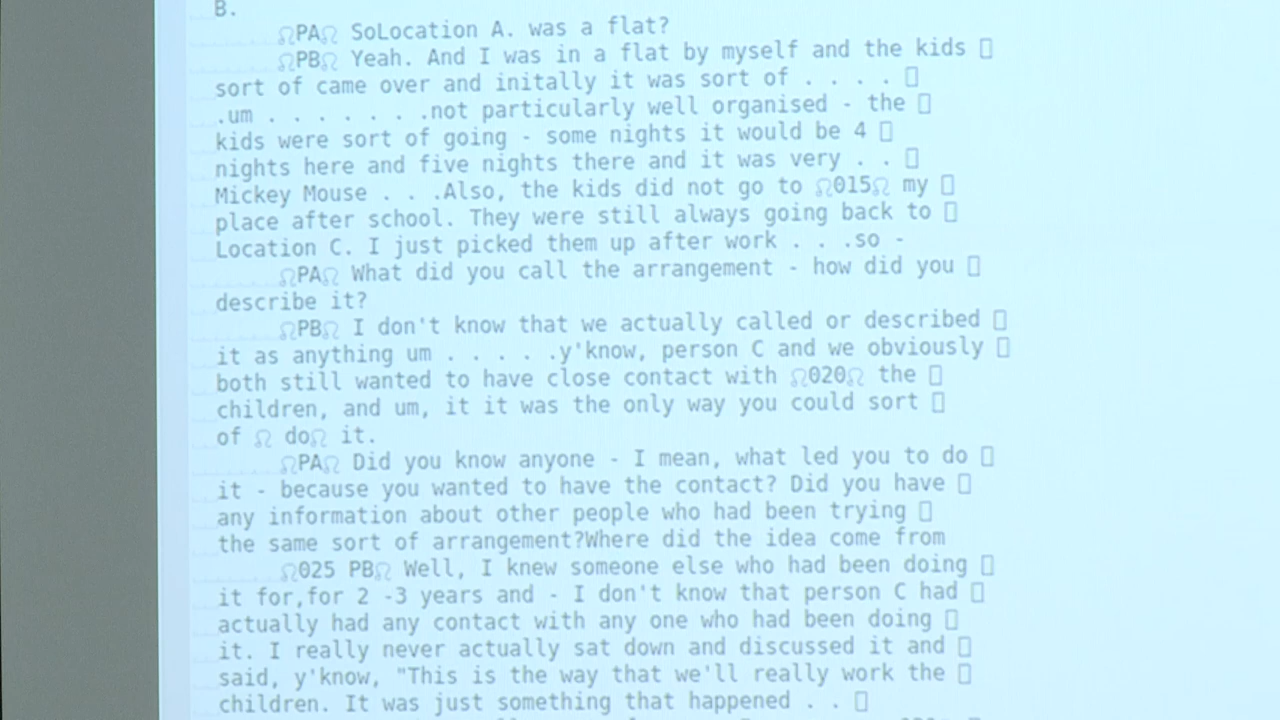 B.
☊PA☊ SoLocation A. was a flat?
☊PB☊ Yeah. And I was in a flat by myself and the kids ▯
sort of came over and initally it was sort of . . . . ▯
.um . . . . . . .not particularly well organised - the ▯
kids were sort of going - some nights it would be 4 ▯
nights here and five nights there and it was very . . ▯
Mickey Mouse . . .Also, the kids did not go to ☊015☊ my ▯
place after school. They were still always going back to ▯
Location C. I just picked them up after work . . .so -
☊PA☊ What did you call the arrangement - how did you ▯
describe it?
☊PB☊ I don't know that we actually called or described ▯
it as anything um . . . . .y'know, person C and we obviously ▯
both still wanted to have close contact with ☊020☊ the ▯
children, and um, it it was the only way you could sort ▯
of ☊ do☊ it.
☊PA☊ Did you know anyone - I mean, what led you to do ▯
it - because you wanted to have the contact? Did you have ▯
any information about other people who had been trying ▯
the same sort of arrangement?Where did the idea come from
☊025 PB☊ Well, I knew someone else who had been doing ▯
it for,for 2 -3 years and - I don't know that person C had ▯
actually had any contact with any one who had been doing ▯
it. I really never actually sat down and discussed it and ▯
said, y'know, "This is the way that we'll really work the ▯
children. It was just something that happened . . ▯